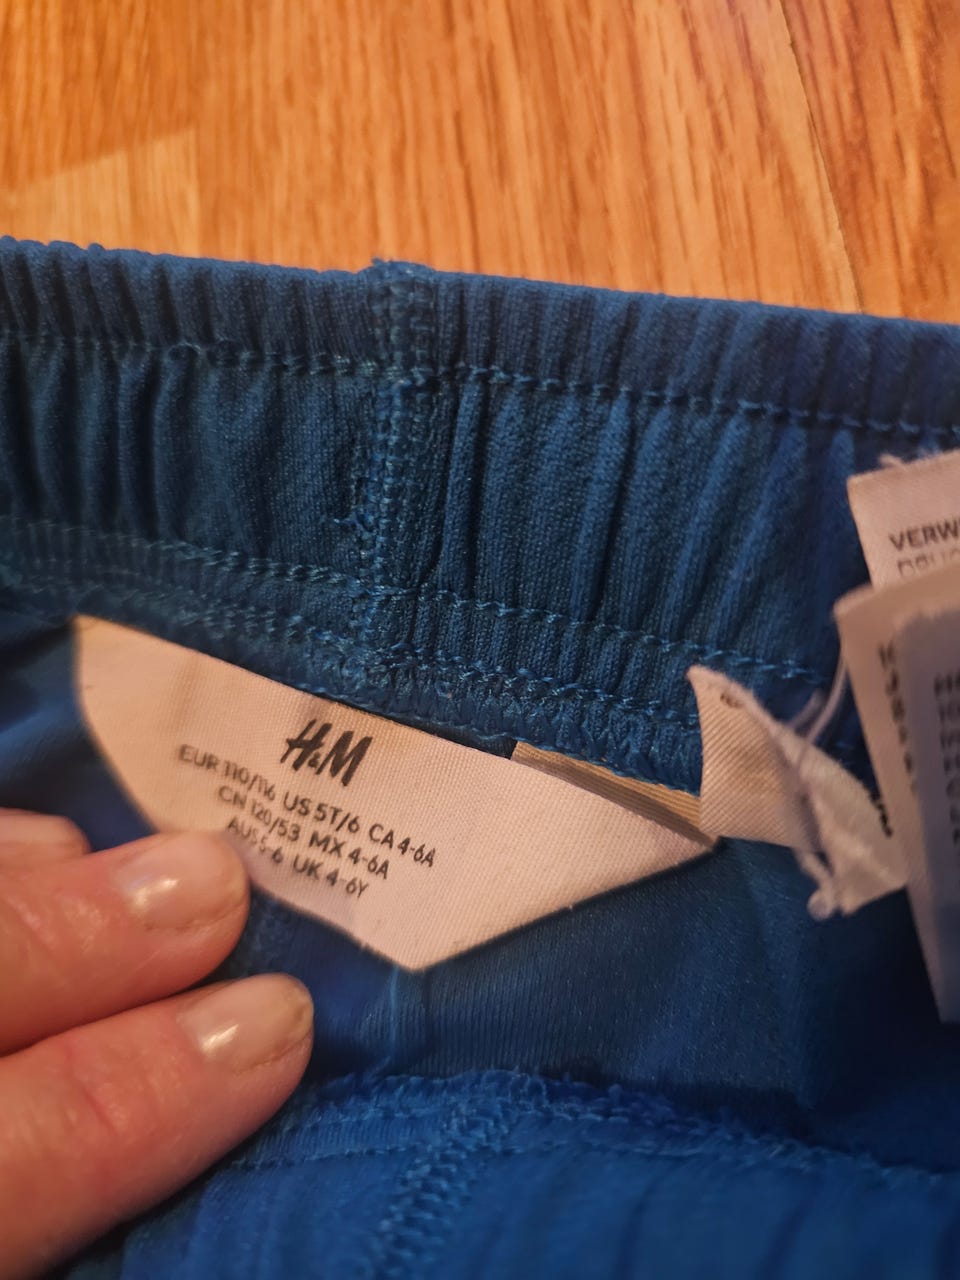 H&M
EUR 110/116 US 5T/6 CA 4-6A
CN 120/53 MX 4-6A
AUS 5-6 UK 4-6Y